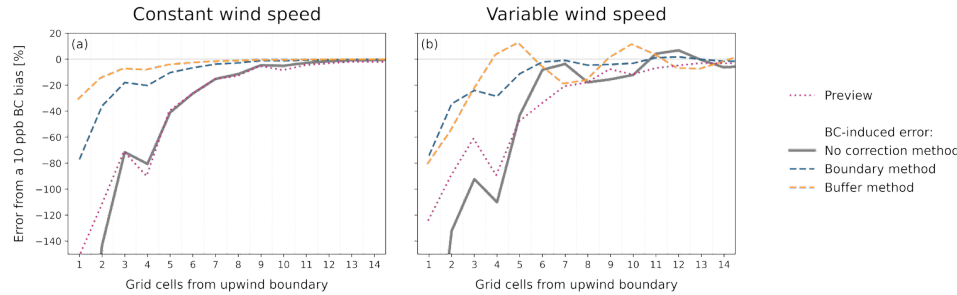 Constant wind speed
Variable wind speed
Error from a 10 ppb BC bias [%]
20
0
−20
−40
−60
−80
−100
−120
−140
(a)
(b)
1 2 3 4 5 6 7 8 9 10 11 12 13 14
Grid cells from upwind boundary
1 2 3 4 5 6 7 8 9 10 11 12 13 14
Grid cells from upwind boundary
Preview
BC-induced error:
No correction method
Boundary method
Buffer method